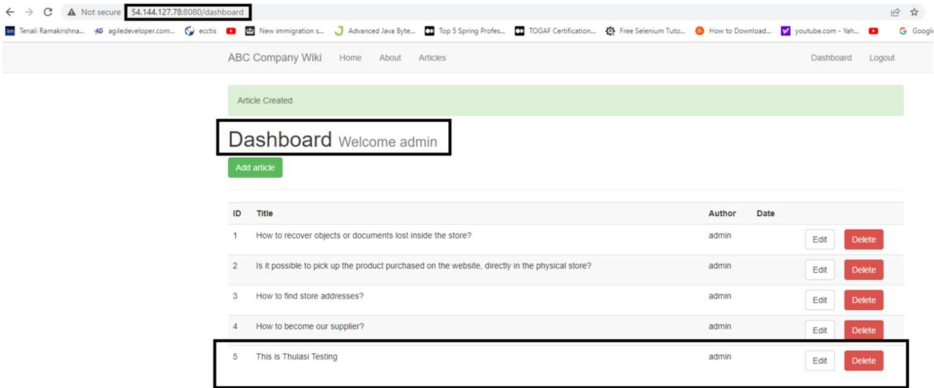 Not secure 54.144.127.78:8080/dashboard
Tenali Ramakrishna... agiledeveloper.com... ecctis New immigration s... Advanced Java Byte... Top 5 Spring Profes... TOGAF Certification... Free Selenium Tuto... How to Download... youtube.com - Yah... Googl
ABC Company Wiki Home About Articles Dashboard Logout
Article Created
Dashboard Welcome admin
Add article
ID Title Author Date
1 How to recover objects or documents lost inside the store? admin Edit Delete
2 Is it possible to pick up the product purchased on the website, directly in the physical store? admin Edit Delete
3 How to find store addresses? admin Edit Delete
4 How to become our supplier? admin Edit Delete
5 This is Thulasi Testing admin Edit Delete